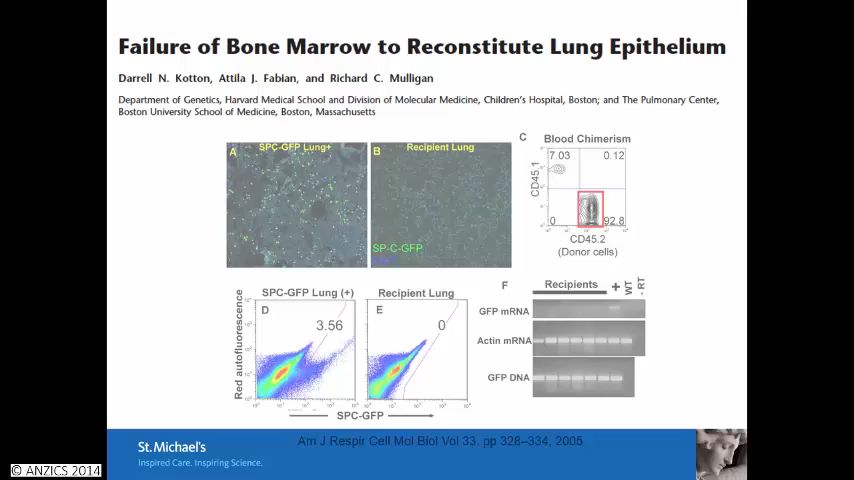 Failure of Bone Marrow to Reconstitute Lung Epithelium
Darrell N. Kotton, Attila J. Fabian, and Richard C. Mulligan
Department of Genetics, Harvard Medical School and Division of Molecular Medicine, Children's Hospital, Boston; and The Pulmonary Center,
Boston University School of Medicine, Boston, Massachusetts
A SPC-GFP Lung+
B Recipient Lung
SP-C-GFP
C Blood Chimerism
7.03 0.12
CD45.1
0 92.8
CD45.2
(Donor cells)
SPC-GFP Lung (+)
Recipient Lung
D
3.56
E
0
Red autofluorescence
SPC-GFP
F Recipients + WT - RT
GFP mRNA
Actin mRNA
GFP DNA
St. Michael's
Inspired Care. Inspiring Science.
Am J Respir Cell Mol Biol Vol 33. pp 328–334, 2005
© ANZICS 2014